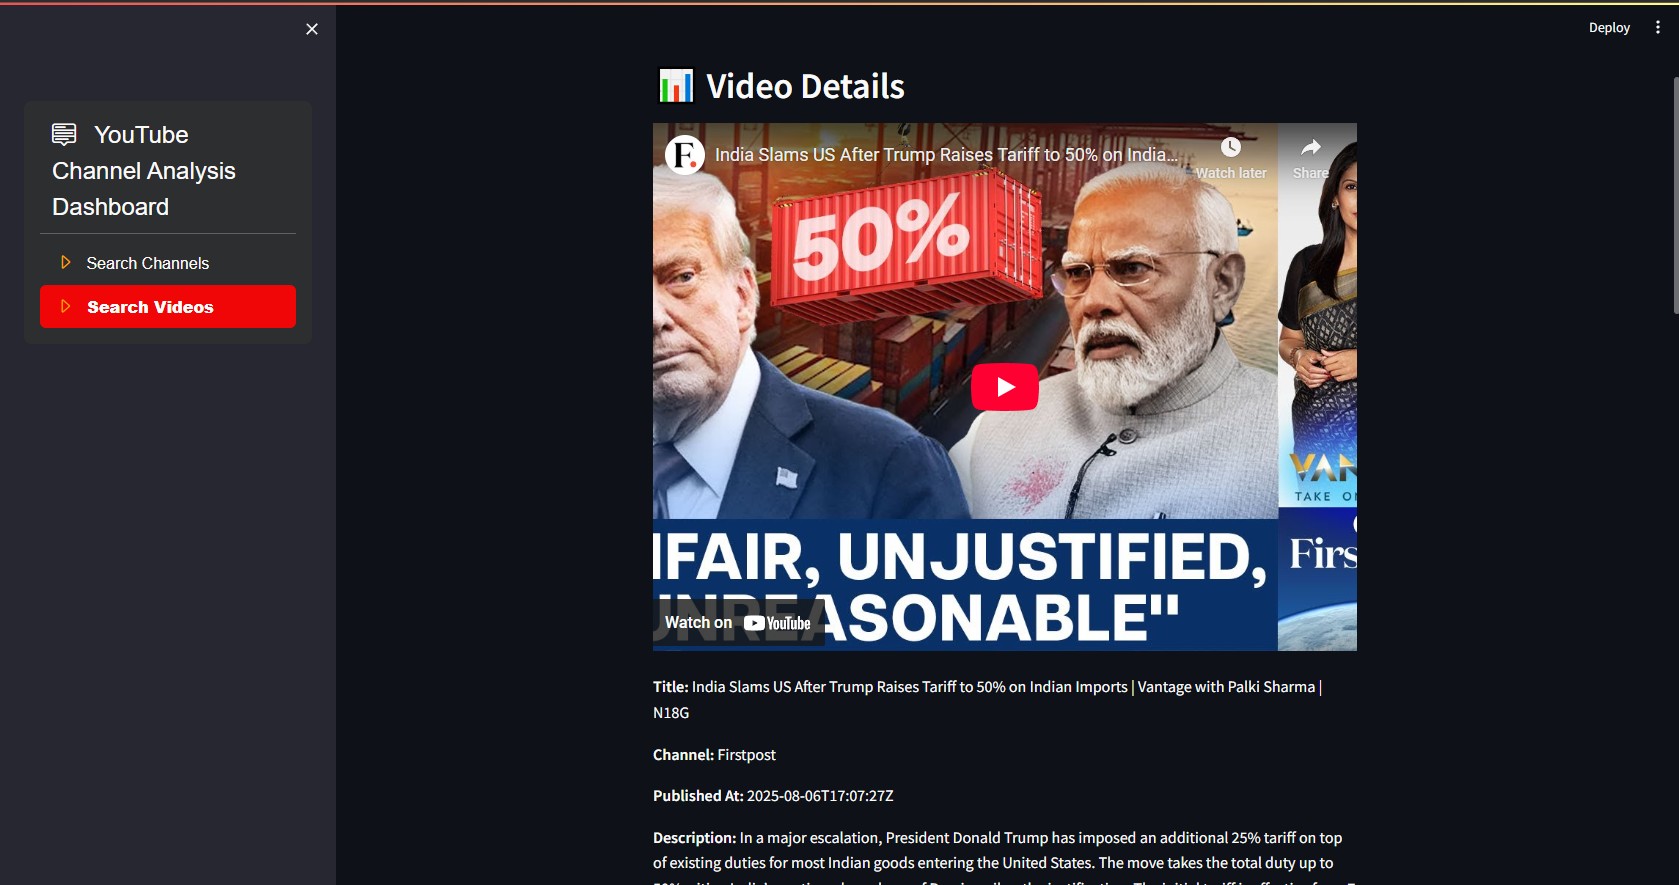 Deploy
YouTube
Channel Analysis
Dashboard
Search Channels
Search Videos
Video Details
F.
India Slams US After Trump Raises Tariff to 50% on India...
Watch later
Share
50%
VAN
TAKE
Firs
IFAIR, UNJUSTIFIED,
UNREASONABLE"
Watch on YouTube
Title: India Slams US After Trump Raises Tariff to 50% on Indian Imports | Vantage with Palki Sharma |
N18G
Channel: Firstpost
Published At: 2025-08-06T17:07:27Z
Description: In a major escalation, President Donald Trump has imposed an additional 25% tariff on top
of existing duties for most Indian goods entering the United States. The move takes the total duty up to